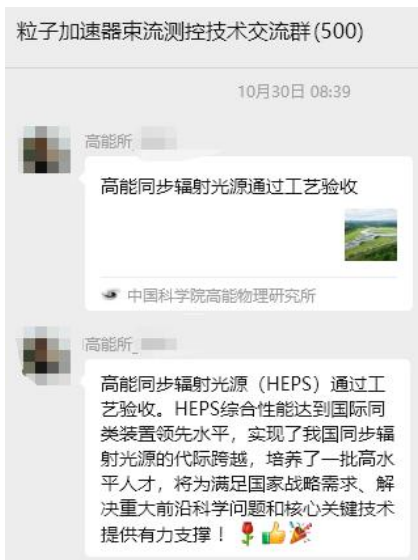 粒子加速器束流测控技术交流群(500)
10月30日 08:39
高能所_
高能同步辐射光源通过工艺验收
中国科学院高能物理研究所
高能所_
高能同步辐射光源（HEPS）通过工
艺验收。HEPS综合性能达到国际同
类装置领先水平，实现了我国同步辐
射光源的代际跨越，培养了一批高水
平人才，将为满足国家战略需求、解
决重大前沿科学问题和核心关键技术
提供有力支撑！🌹👍🎉